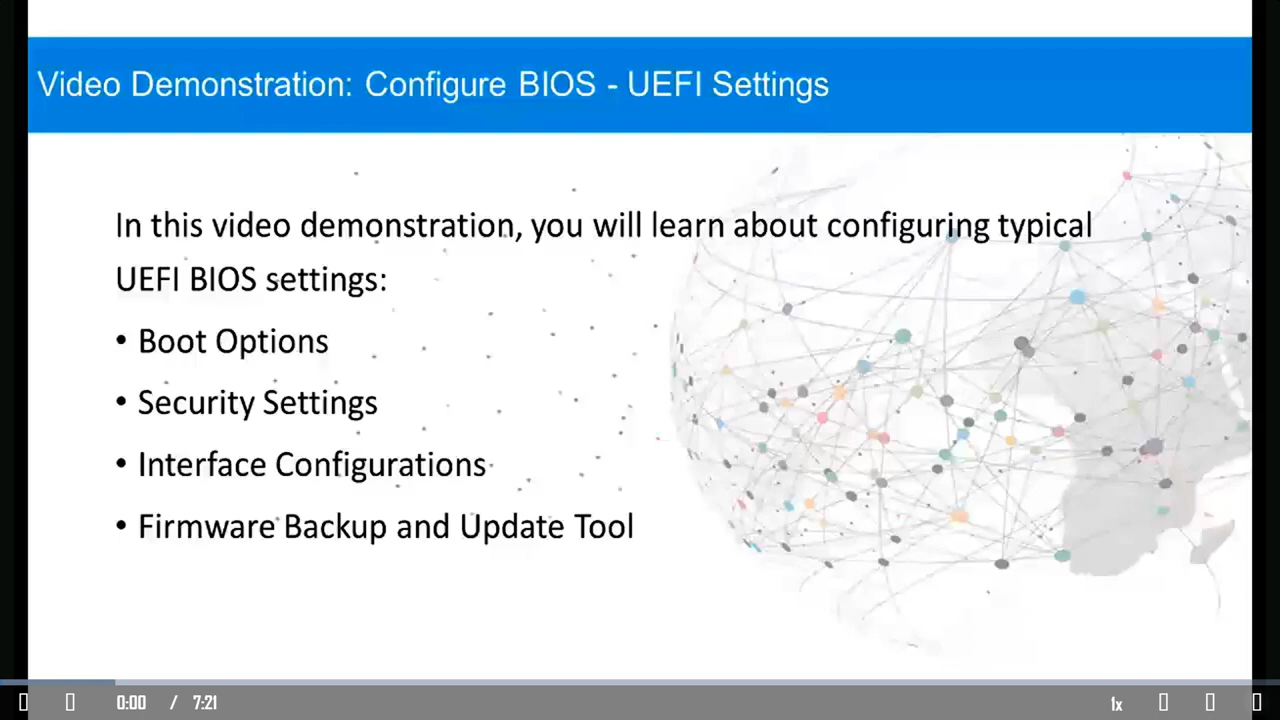 Video Demonstration: Configure BIOS - UEFI Settings
In this video demonstration, you will learn about configuring typical
UEFI BIOS settings:
• Boot Options
• Security Settings
• Interface Configurations
• Firmware Backup and Update Tool
0:00 / 7:21 1x